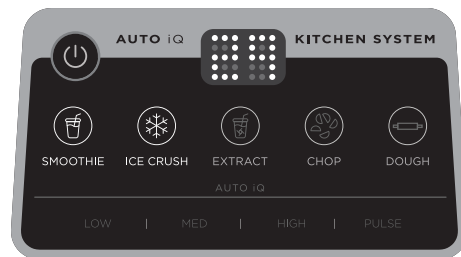 AUTO iQ KITCHEN SYSTEM
SMOOTHIE ICE CRUSH EXTRACT CHOP DOUGH
AUTO iQ
LOW | MED | HIGH | PULSE